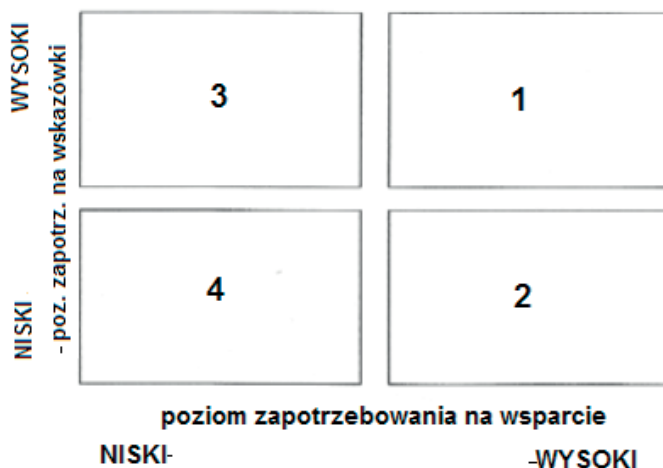 WYSOKI
NISKI
- poz. zapotrz. na wskazówki
3
1
4
2
poziom zapotrzebowania na wsparcie
NISKI-
-WYSOKI